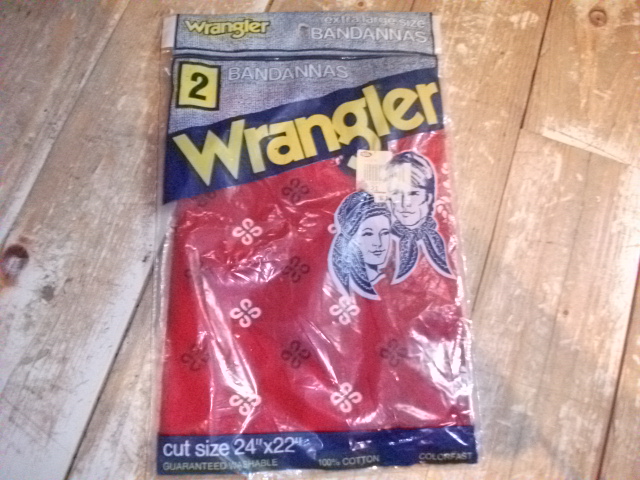 Wrangler extra large size
BANDANNAS
2 BANDANNAS
Wrangler
cut size 24"x22"
GUARANTEED WASHABLE 100% COTTON COLORFAST